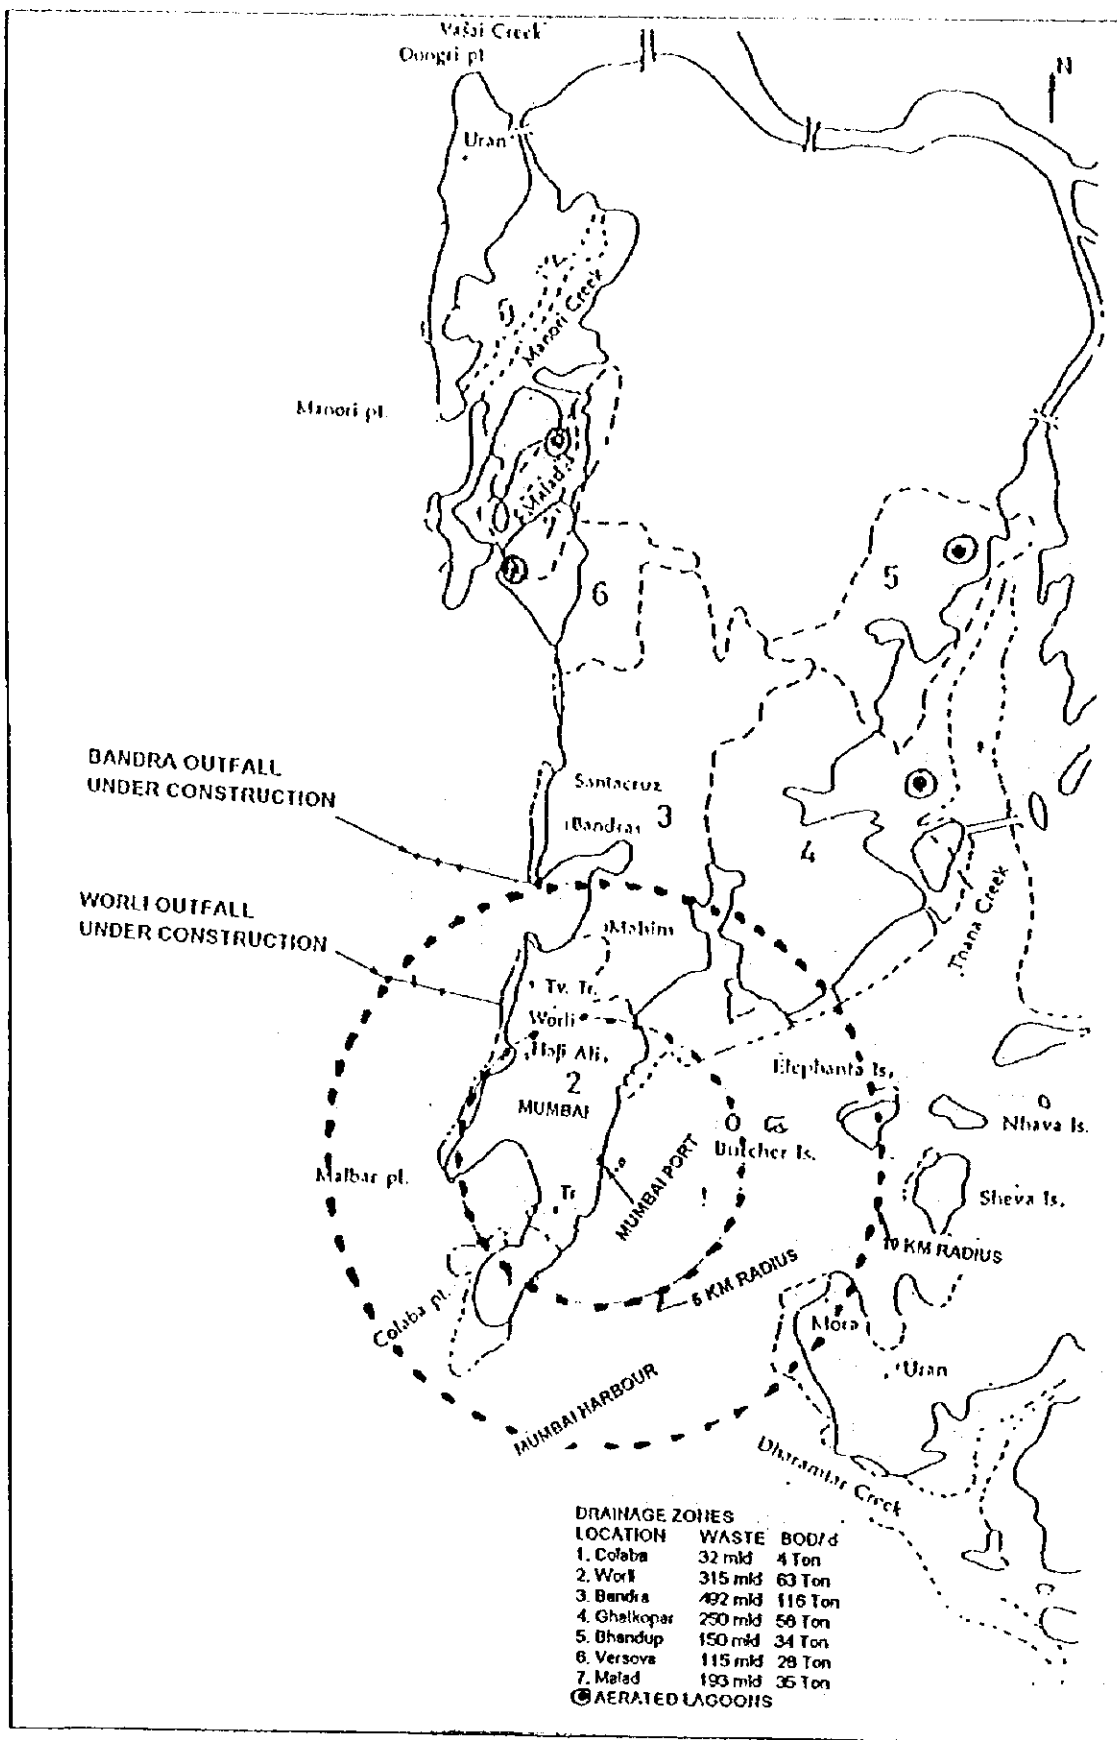 Vasai Creek
Dongri pt
N
Uran
Manori Creek
Manori pt.
Malad
5
6
BANDRA OUTFALL
UNDER CONSTRUCTION
Santacruz
3
Bandra
4
WORLI OUTFALL
UNDER CONSTRUCTION
Mahim
Thana Creek
Tv. Tr.
Worli
Haji Ali
Elephanta Is.
2
MUMBAI
Nhava Is.
Butcher Is.
Malbar pt.
MUMBAI PORT
Tr
Sheva Is.
10 KM RADIUS
5 KM RADIUS
Colaba pt.
Mora
Uran
MUMBAI HARBOUR
Dharamtar Creek
DRAINAGE ZONES
LOCATION WASTE BOD/d
1. Colaba 32 mld 4 Ton
2. Worli 315 mld 63 Ton
3. Bandra 492 mld 116 Ton
4. Ghatkopar 250 mld 58 Ton
5. Bhandup 150 mld 34 Ton
6. Versova 115 mld 28 Ton
7. Malad 193 mld 35 Ton
AERATED LAGOONS